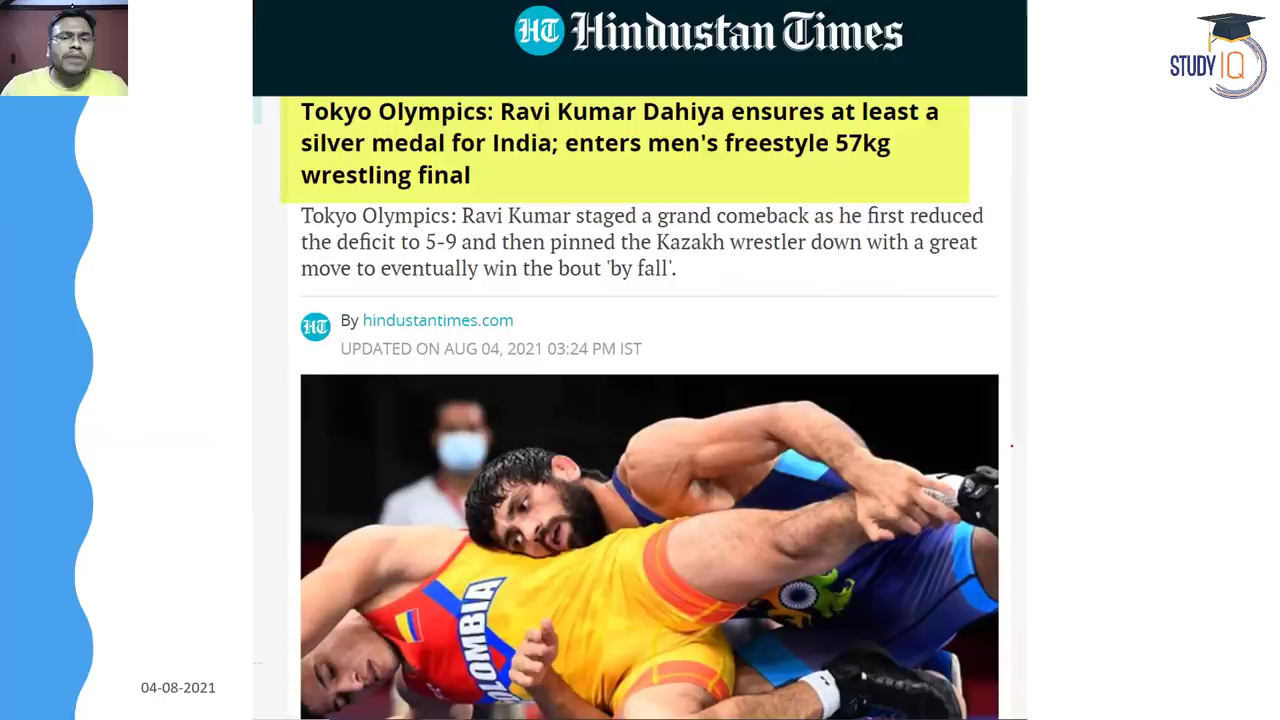 HT Hindustan Times
STUDY IQ
Tokyo Olympics: Ravi Kumar Dahiya ensures at least a
silver medal for India; enters men's freestyle 57kg
wrestling final
Tokyo Olympics: Ravi Kumar staged a grand comeback as he first reduced
the deficit to 5-9 and then pinned the Kazakh wrestler down with a great
move to eventually win the bout 'by fall'.
HT
By hindustantimes.com
UPDATED ON AUG 04, 2021 03:24 PM IST
OLOMBIA
04-08-2021